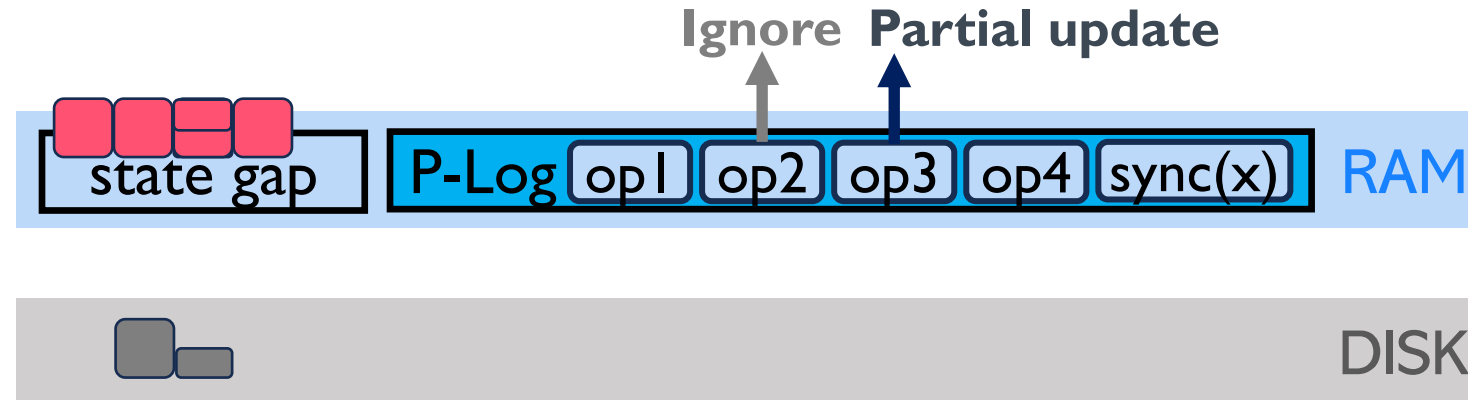 Ignore Partial update
state gap P-Log op1 op2 op3 op4 sync(x) RAM
DISK